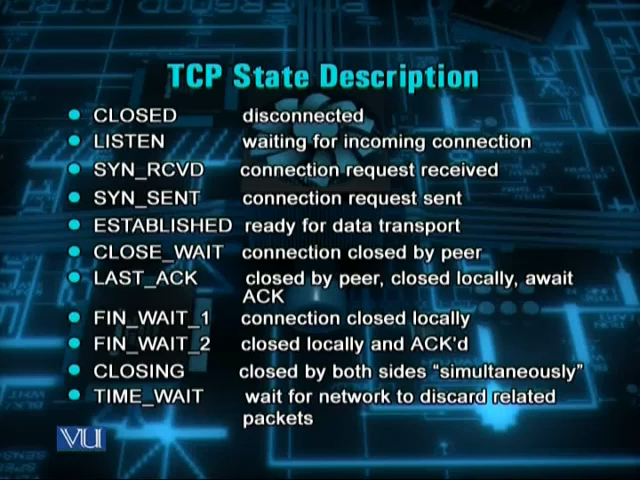 TCP State Description
CLOSED disconnected
LISTEN waiting for incoming connection
SYN_RCVD connection request received
SYN_SENT connection request sent
ESTABLISHED ready for data transport
CLOSE_WAIT connection closed by peer
LAST_ACK closed by peer, closed locally, await
ACK
FIN_WAIT_1 connection closed locally
FIN_WAIT_2 closed locally and ACK'd
CLOSING closed by both sides “simultaneously”
TIME_WAIT wait for network to discard related
packets
VU